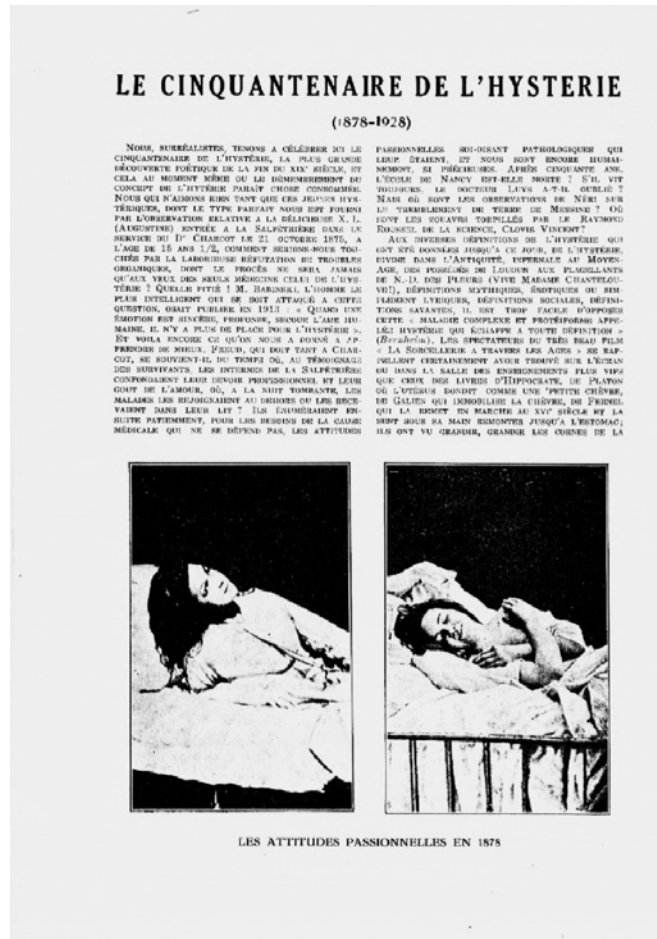 LE CINQUANTENAIRE DE L'HYSTERIE
(1878-1928)
NOUS, SURRÉALISTES, TENONS A CÉLÉBRER ICI LE
CINQUANTENAIRE DE L'HYSTÉRIE, LA PLUS GRANDE
DÉCOUVERTE POÉTIQUE DE LA FIN DU XIXᵉ SIÈCLE, ET
CELA AU MOMENT MÊME OU LE DÉMEMBREMENT DU
CONCEPT DE L'HYTÉRIE PARAÎT CHOSE CONSOMMÉE.
NOUS QUI N'AIMONS RIEN TANT QUE CES JEUNES HYS-
TÉRIQUES, DONT LE TYPE PARFAIT NOUS EST FOURNI
PAR L'OBSERVATION RELATIVE A LA DÉLICIEUSE X. L.
(AUGUSTINE) ENTRÉE A LA SALPÉTRIÈRE DANS LE
SERVICE DU Dʳ CHARCOT LE 21 OCTOBRE 1875, A
L'AGE DE 15 ANS 1/2, COMMENT SERIONS-NOUS TOU-
CHÉS PAR LA LABORIEUSE RÉFUTATION DE TROUBLES
ORGANIQUES, DONT LE PROCÈS NE SERA JAMAIS
QU'AUX YEUX DES SEULS MÉDECINS CELUI DE L'HYS-
TÉRIE ? QUELLE PITIÉ ! M. BABINSKI, L'HOMME LE
PLUS INTELLIGENT QUI SE SOIT ATTAQUÉ A CETTE
QUESTION, OSAIT PUBLIER EN 1913 : « QUAND UNE
ÉMOTION EST SINCÈRE, PROFONDE, SECOUE L'AME HU-
MAINE, IL N'Y A PLUS DE PLACE POUR L'HYSTÉRIE ».
ET VOILA ENCORE CE QU'ON NOUS A DONNÉ A AP-
PRENDRE DE MIEUX. FREUD, QUI DOIT TANT A CHAR-
COT, SE SOUVIENT-IL DU TEMPS OÙ, AU TÉMOIGNAGE
DES SURVIVANTS, LES INTERNES DE LA SALPÉTRIÈRE
CONFONDAIENT LEUR DEVOIR PROFESSIONNEL ET LEUR
GOUT DE L'AMOUR, OÙ, A LA NUIT TOMBANTE, LES
MALADES LES REJOIGNAIENT AU DEHORS OU LES RECE-
VAIENT DANS LEUR LIT ? ILS ÉNUMÉRAIENT EN-
SUITE PATIEMMENT, POUR LES BESOINS DE LA CAUSE
MÉDICALE QUI NE SE DÉFEND PAS, LES ATTITUDES
PASSIONNELLES SOI-DISANT PATHOLOGIQUES QUI
LEUR ÉTAIENT, ET NOUS SONT ENCORE HUMAI-
NEMENT, SI PRÉCIEUSES. APRÈS CINQUANTE ANS,
L'ÉCOLE DE NANCY EST-ELLE MORTE ? S'IL VIT
TOUJOURS, LE DOCTEUR LUYS A-T-IL OUBLIÉ ?
MAIS OÙ SONT LES OBSERVATIONS DE NÉRI SUR
LE TREMBLEMENT DE TERRE DE MESSINE ? OÙ
SONT LES ZOUAVES TORPILLÉS PAR LE RAYMOND
ROUSSEL DE LA SCIENCE, CLOVIS VINCENT ?
AUX DIVERSES DÉFINITIONS DE L'HYSTÉRIE QUI
ONT ÉTÉ DONNÉES JUSQU'A CE JOUR, DE L'HYSTÉRIE,
DIVINE DANS L'ANTIQUITÉ, INFERNALE AU MOYEN-
AGE, DES POSSÉDÉS DE LOUDUN AUX FLAGELLANTS
DE N.-D. DES PLEURS (VIVE MADAME CHANTELOU-
VE!), DÉFINITIONS MYTHIQUES, ÉROTIQUES OU SIM-
PLEMENT LYRIQUES, DÉFINITIONS SOCIALES, DÉFINI-
TIONS SAVANTES, IL EST TROP FACILE D'OPPOSER
CETTE « MALADIE COMPLEXE ET PROTÉIFORME APPE-
LÉE HYSTÉRIE QUI ÉCHAPPE A TOUTE DÉFINITION »
(Bernheim). LES SPECTATEURS DU TRÈS BEAU FILM
« LA SORCELLERIE A TRAVERS LES AGES » SE RAP-
PELLENT CERTAINEMENT AVOIR TROUVÉ SUR L'ÉCRAN
OU DANS LA SALLE DES ENSEIGNEMENTS PLUS VIFS
QUE CEUX DES LIVRES D'HIPPOCRATE, DE PLATON
OÙ L'UTÉRUS BONDIT COMME UNE PETITE CHÈVRE,
DE GALIEN QUI IMMOBILISE LA CHÈVRE, DE FERNEL
QUI LA REMET EN MARCHE AU XVIᵉ SIÈCLE ET LA
SENT SOUS SA MAIN REMONTER JUSQU'A L'ESTOMAC;
ILS ONT VU GRANDIR, GRANDIR LES CORNES DE LA
LES ATTITUDES PASSIONNELLES EN 1878